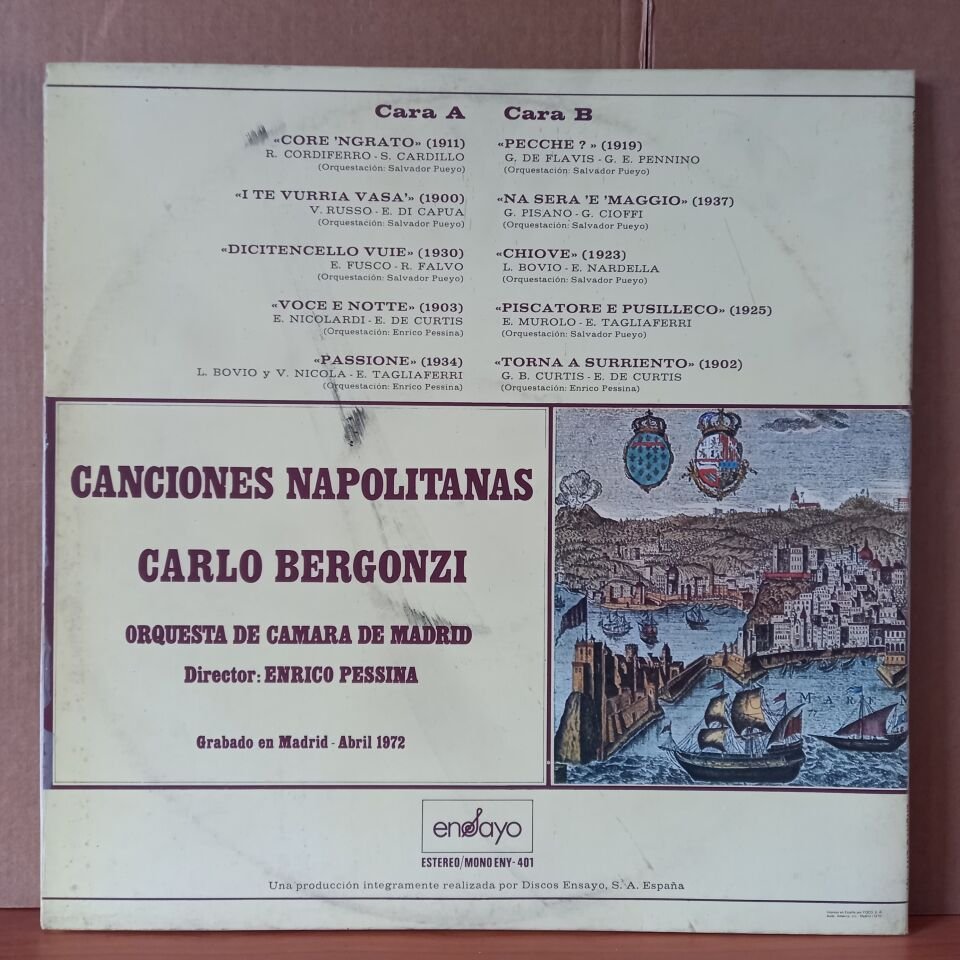 Cara A
«CORE 'NGRATO» (1911)
R. CORDIFERRO - S. CARDILLO
(Orquestación: Salvador Pueyo)
«I TE VURRIA VASA'» (1900)
V. RUSSO - E. DI CAPUA
(Orquestación: Salvador Pueyo)
«DICITENCELLO VUIE» (1930)
E. FUSCO - R. FALVO
(Orquestación: Salvador Pueyo)
«VOCE E NOTTE» (1903)
E. NICOLARDI - E. DE CURTIS
(Orquestación: Enrico Pessina)
«PASSIONE» (1934)
L. BOVIO y V. NICOLA - E. TAGLIAFERRI
(Orquestación: Enrico Pessina)
Cara B
«PECCHE ? » (1919)
G. DE FLAVIS - G. E. PENNINO
(Orquestación: Salvador Pueyo)
«NA SERA 'E 'MAGGIO» (1937)
G. PISANO - G. CIOFFI
(Orquestación: Salvador Pueyo)
«CHIOVE» (1923)
L. BOVIO - E. NARDELLA
(Orquestación: Salvador Pueyo)
«PISCATORE E PUSILLECO» (1925)
E. MUROLO - E. TAGLIAFERRI
(Orquestación: Salvador Pueyo)
«TORNA A SURRIENTO» (1902)
G. B. CURTIS - E. DE CURTIS
(Orquestación: Enrico Pessina)
CANCIONES NAPOLITANAS
CARLO BERGONZI
ORQUESTA DE CAMARA DE MADRID
Director: ENRICO PESSINA
Grabado en Madrid - Abril 1972
MAR
ensayo
ESTEREO/MONO ENY - 401
Una producción integramente realizada por Discos Ensayo, S. A. España